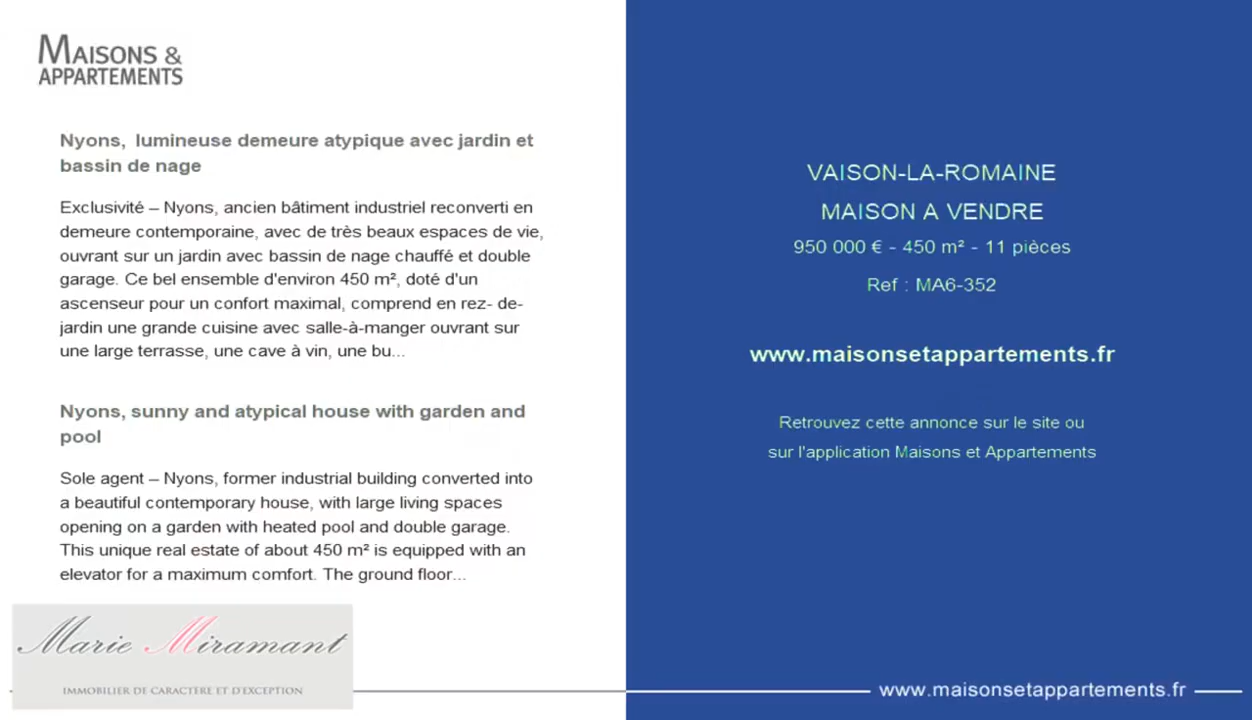 MAISONS &
APPARTEMENTS
Nyons, lumineuse demeure atypique avec jardin et
bassin de nage
Exclusivité – Nyons, ancien bâtiment industriel reconverti en
demeure contemporaine, avec de très beaux espaces de vie,
ouvrant sur un jardin avec bassin de nage chauffé et double
garage. Ce bel ensemble d'environ 450 m², doté d'un
ascenseur pour un confort maximal, comprend en rez- de-
jardin une grande cuisine avec salle-à-manger ouvrant sur
une large terrasse, une cave à vin, une bu...
Nyons, sunny and atypical house with garden and
pool
Sole agent – Nyons, former industrial building converted into
a beautiful contemporary house, with large living spaces
opening on a garden with heated pool and double garage.
This unique real estate of about 450 m² is equipped with an
elevator for a maximum comfort. The ground floor...
Marie Miramant
IMMOBILIER DE CARACTÈRE ET D'EXCEPTION
VAISON-LA-ROMAINE
MAISON A VENDRE
950 000 € - 450 m² - 11 pièces
Ref : MA6-352
www.maisonsetappartements.fr
Retrouvez cette annonce sur le site ou
sur l'application Maisons et Appartements
www.maisonsetappartements.fr